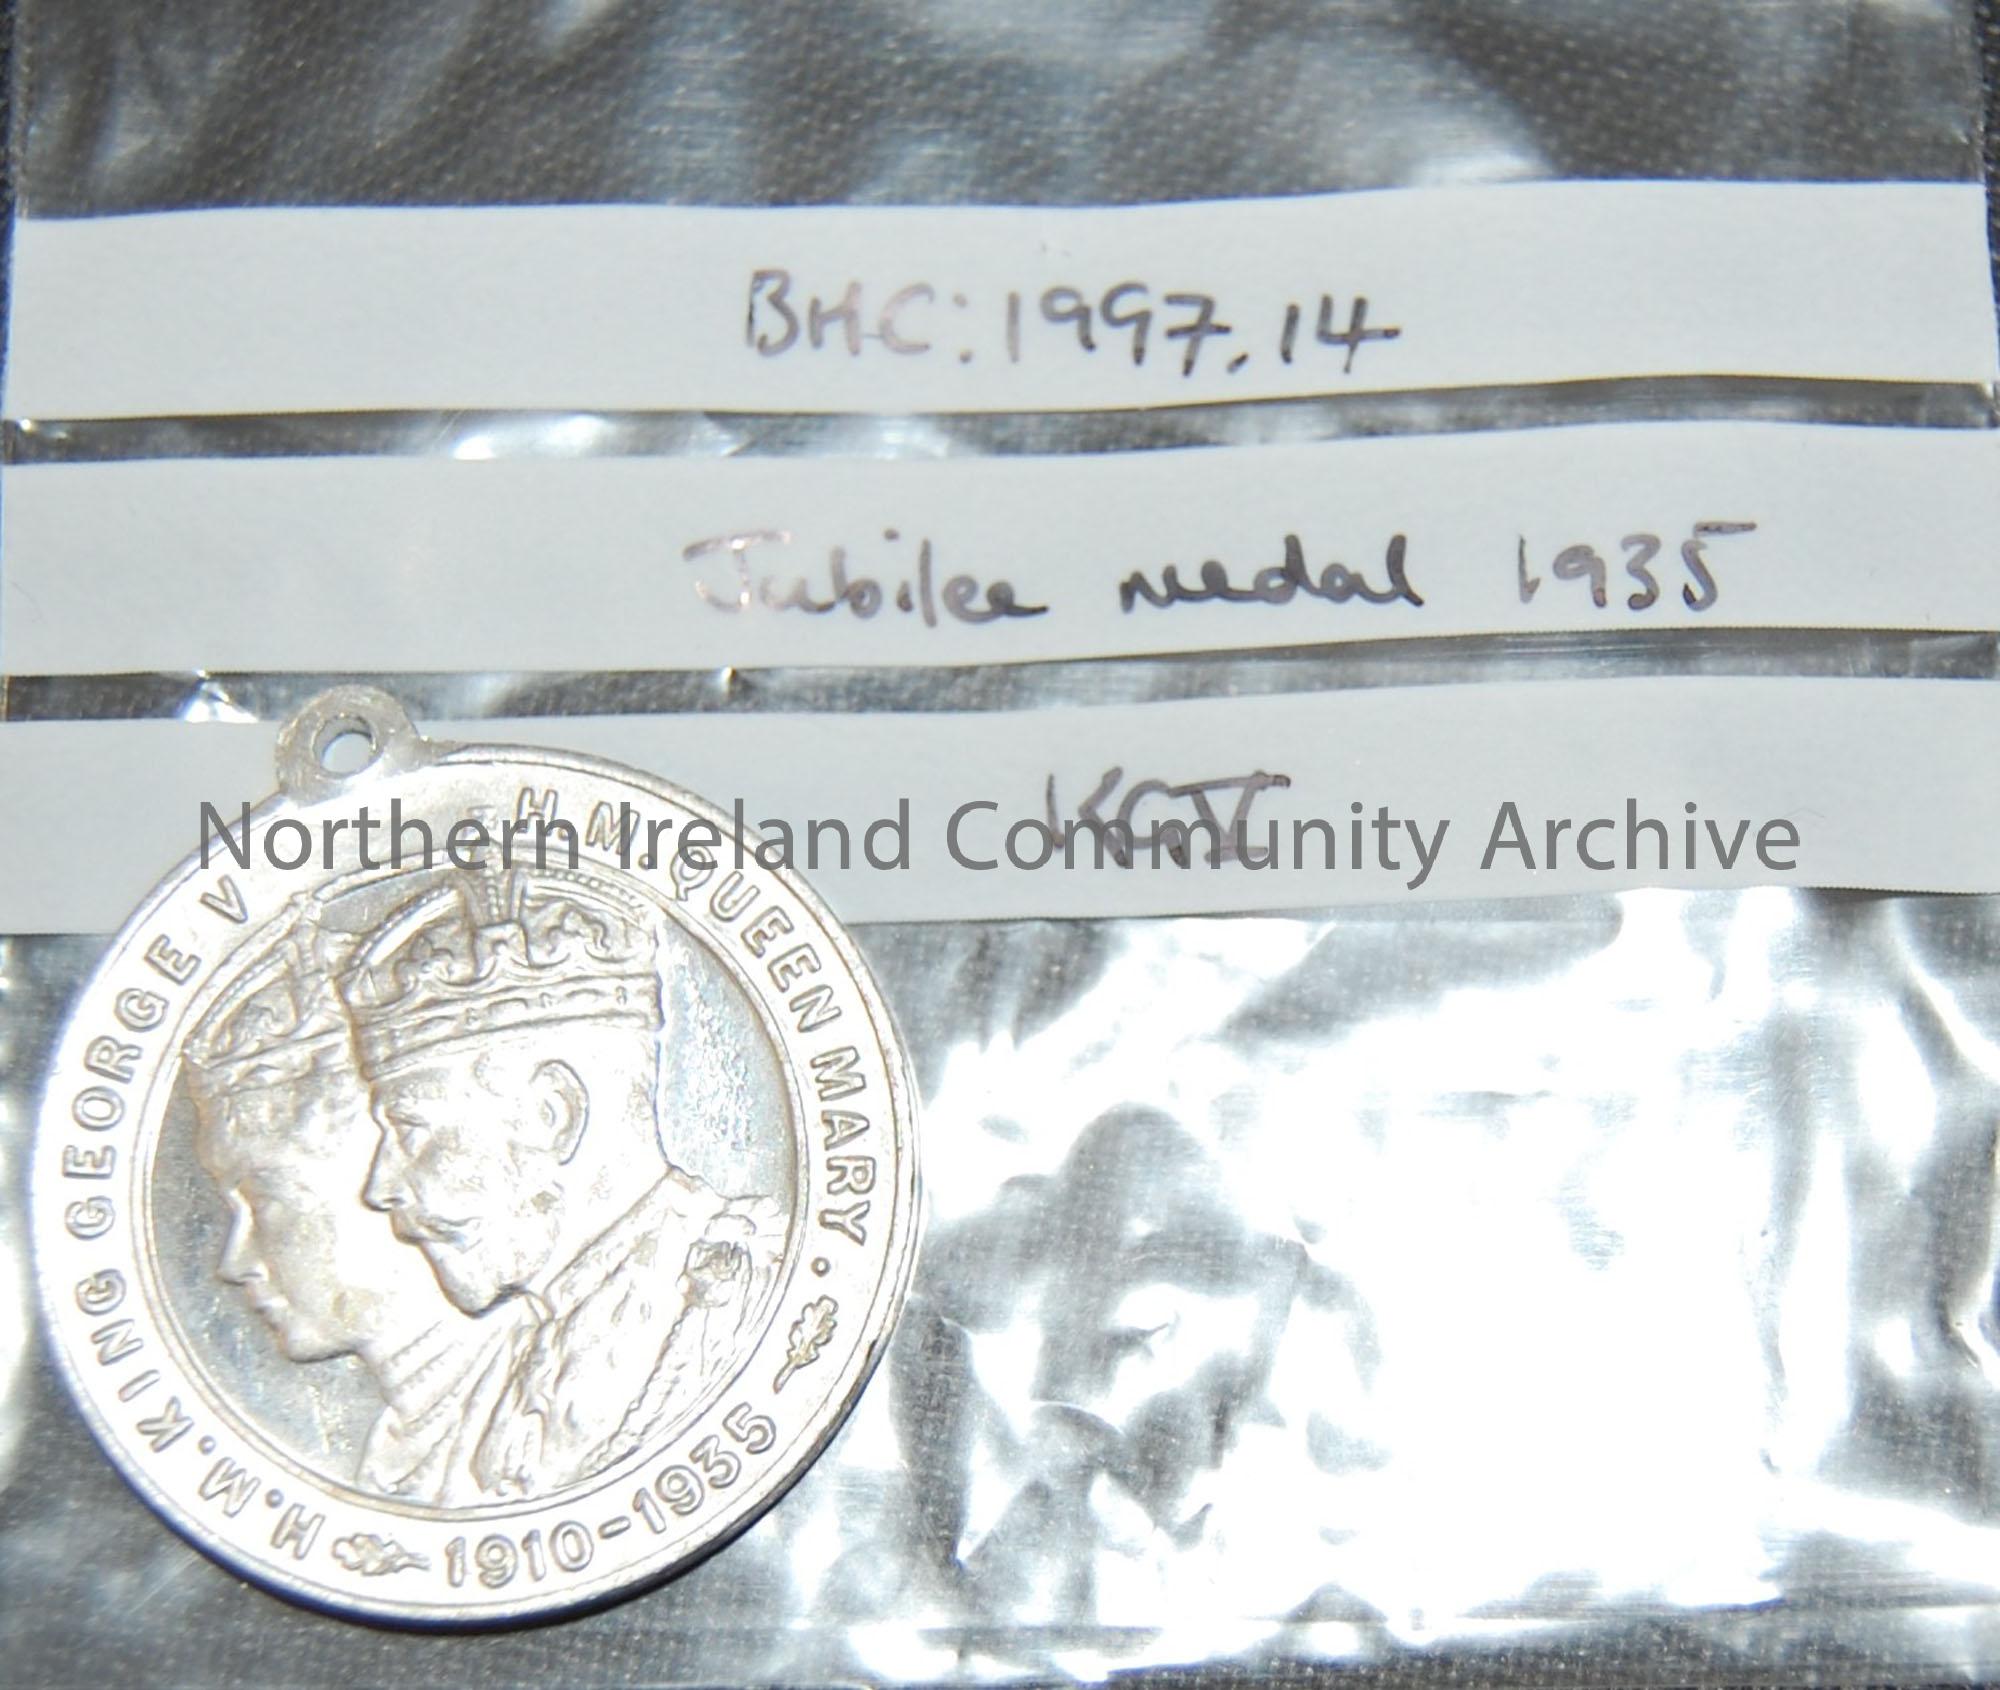 BHC:1997.14
Jubilee medal 1935
KGV
Northern Ireland Community Archive
H.M. KING GEORGE V
H.M. QUEEN MARY.
1910-1935